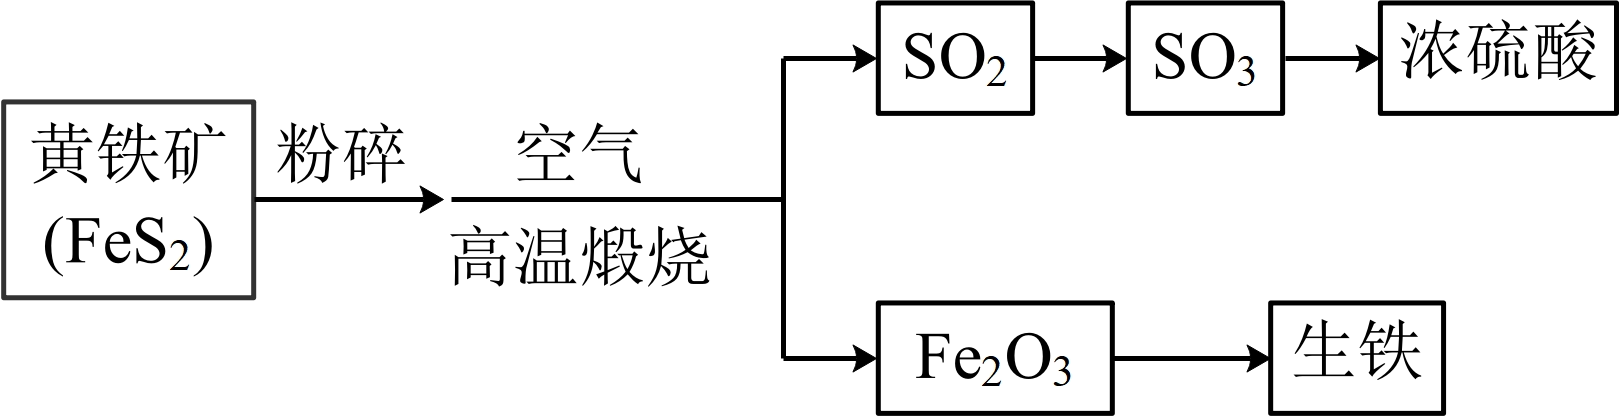 黄铁矿
(FeS₂)
粉碎
空气
高温煅烧
SO₂
SO₃
浓硫酸
Fe₂O₃
生铁